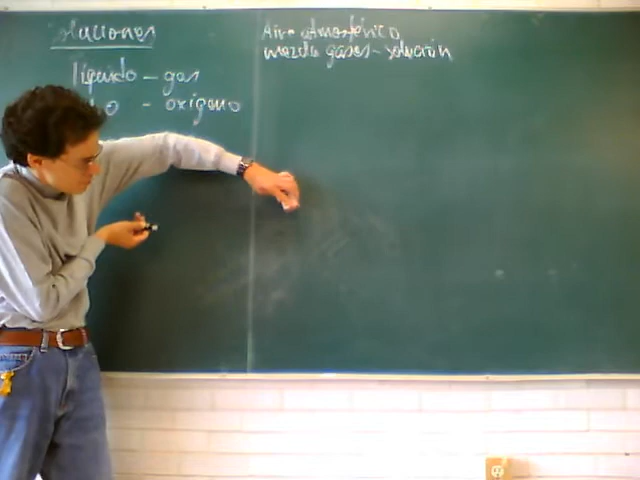 soluciones
líquido - gas
- oxígeno
Aire atmosférico
mezcla gases - solución